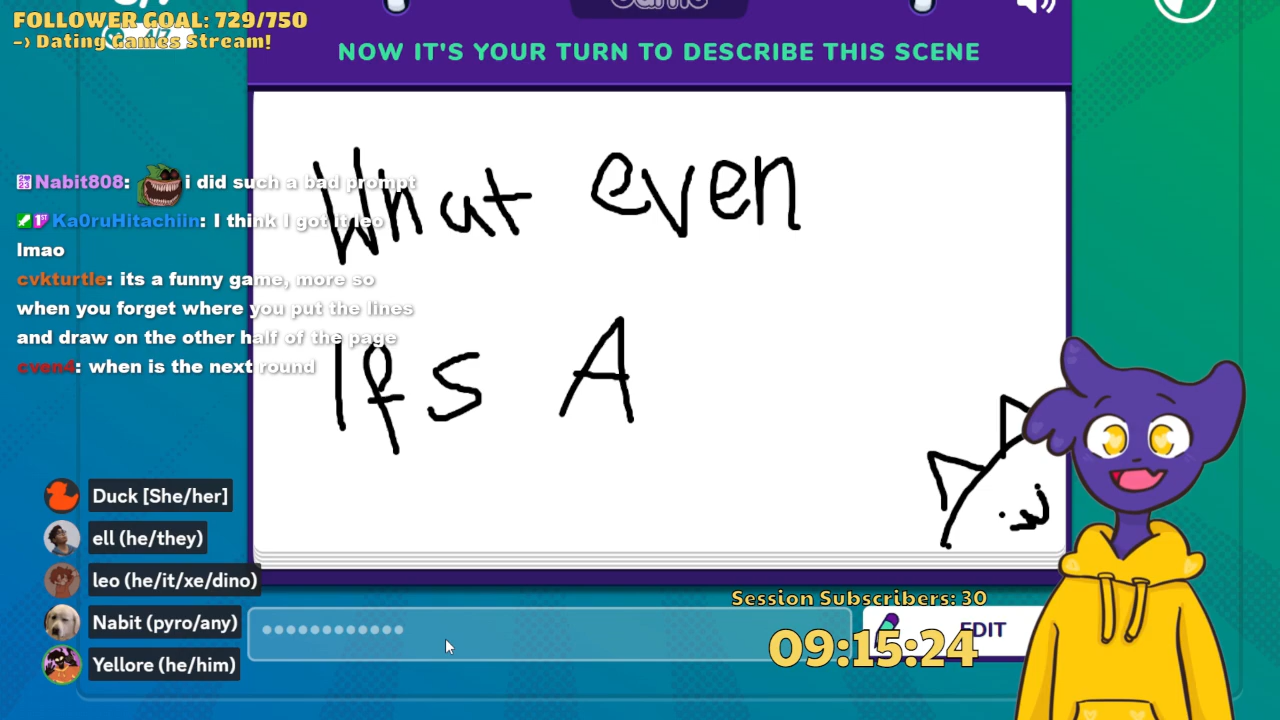 FOLLOWER GOAL: 729/750
-> Dating Games Stream!
NOW IT'S YOUR TURN TO DESCRIBE THIS SCENE
What even
Ifs A
Nabit808: i did such a bad prompt
Ka0ruHitachiin: I think I got it leo
lmao
cvkturtle: its a funny game, more so
when you forget where you put the lines
and draw on the other half of the page
cven4: when is the next round
Duck [She/her]
ell (he/they)
leo (he/it/xe/dino)
Nabit (pyro/any)
Yellore (he/him)
Session Subscribers: 30
09:15:24
EDIT